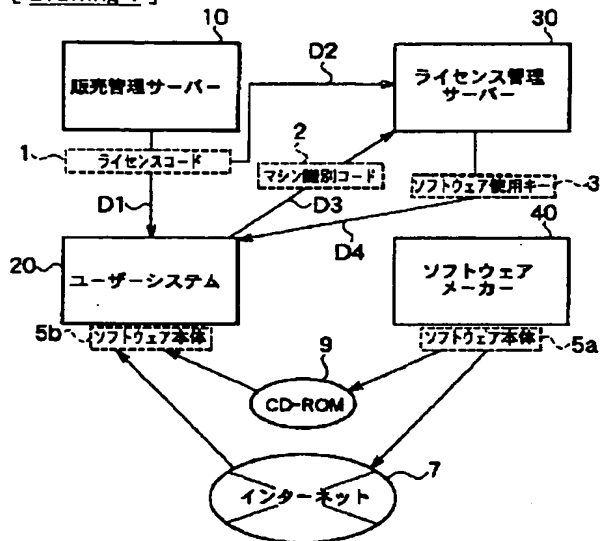 [Drawing 1]
10
30
販売管理サーバー
D2
ライセンス管理
サーバー
1
ライセンスコード
2
マシン識別コード
ソフトウェア使用キー
3
D1
D3
D4
20
ユーザーシステム
40
ソフトウェア
メーカー
5b
ソフトウェア本体
ソフトウェア本体
5a
9
CD-ROM
7
インターネット